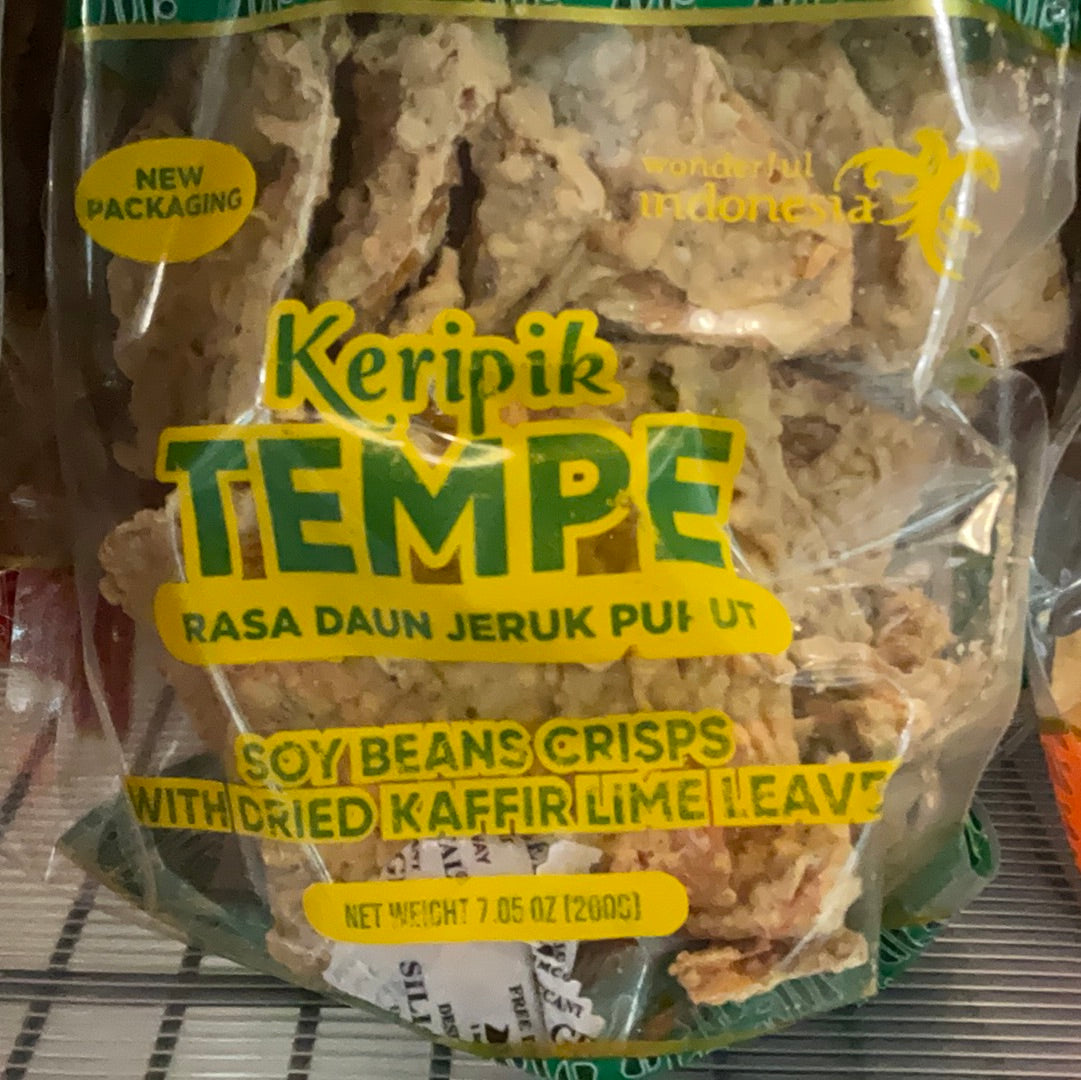 NEW
PACKAGING
wonderful
indonesia
Keripik
TEMPE
RASA DAUN JERUK
SOY BEANS CRISPS
WITH DRIED KAFFIR LIME
NET WEIGHT 7.05 OZ [200G]